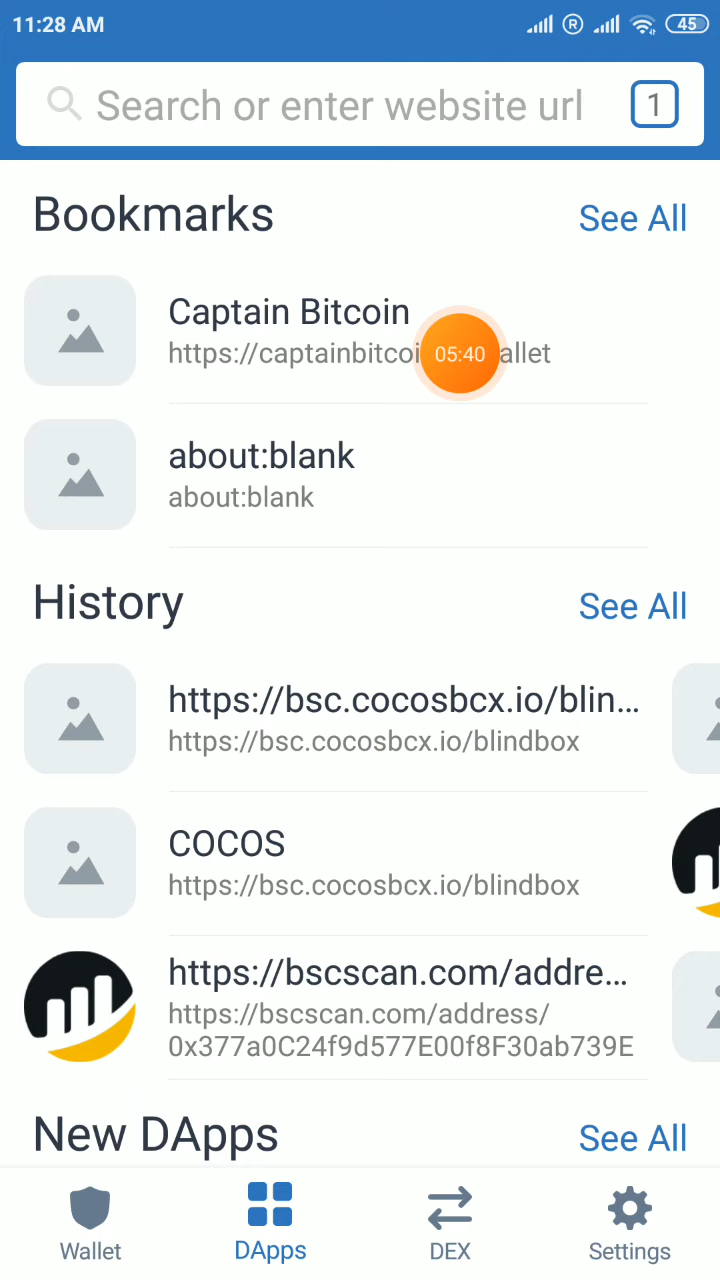 11:28 AM
R
45
Search or enter website url
1
Bookmarks
See All
Captain Bitcoin
https://captainbitcoi
allet
05:40
about:blank
about:blank
History
See All
https://bsc.cocosbcx.io/blin...
https://bsc.cocosbcx.io/blindbox
COCOS
https://bsc.cocosbcx.io/blindbox
https://bscscan.com/addre...
https://bscscan.com/address/
0x377a0C24f9d577E00f8F30ab739E
New DApps
See All
Wallet
DApps
DEX
Settings